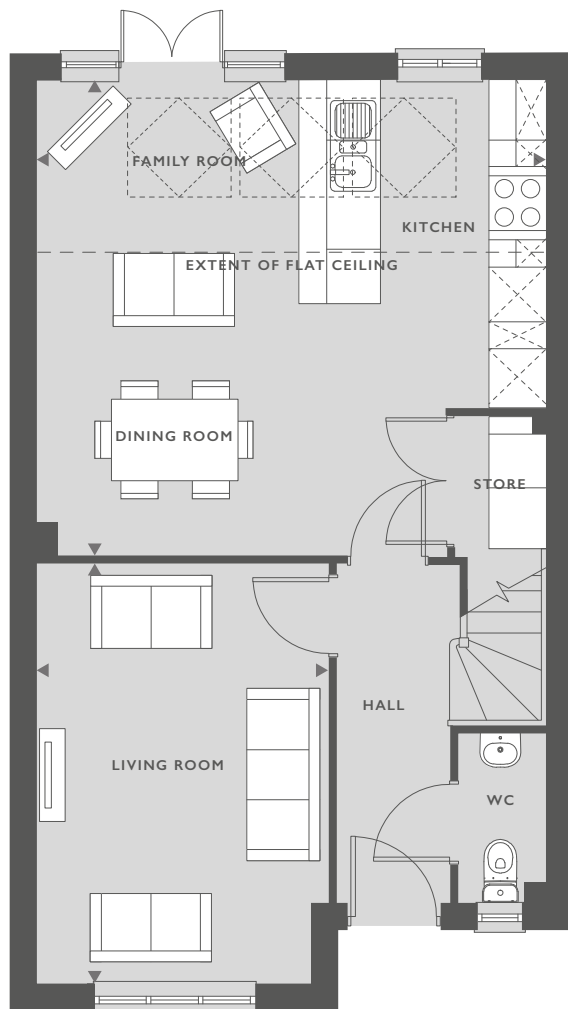 FAMILY ROOM
KITCHEN
EXTENT OF FLAT CEILING
DINING ROOM
STORE
HALL
LIVING ROOM
WC